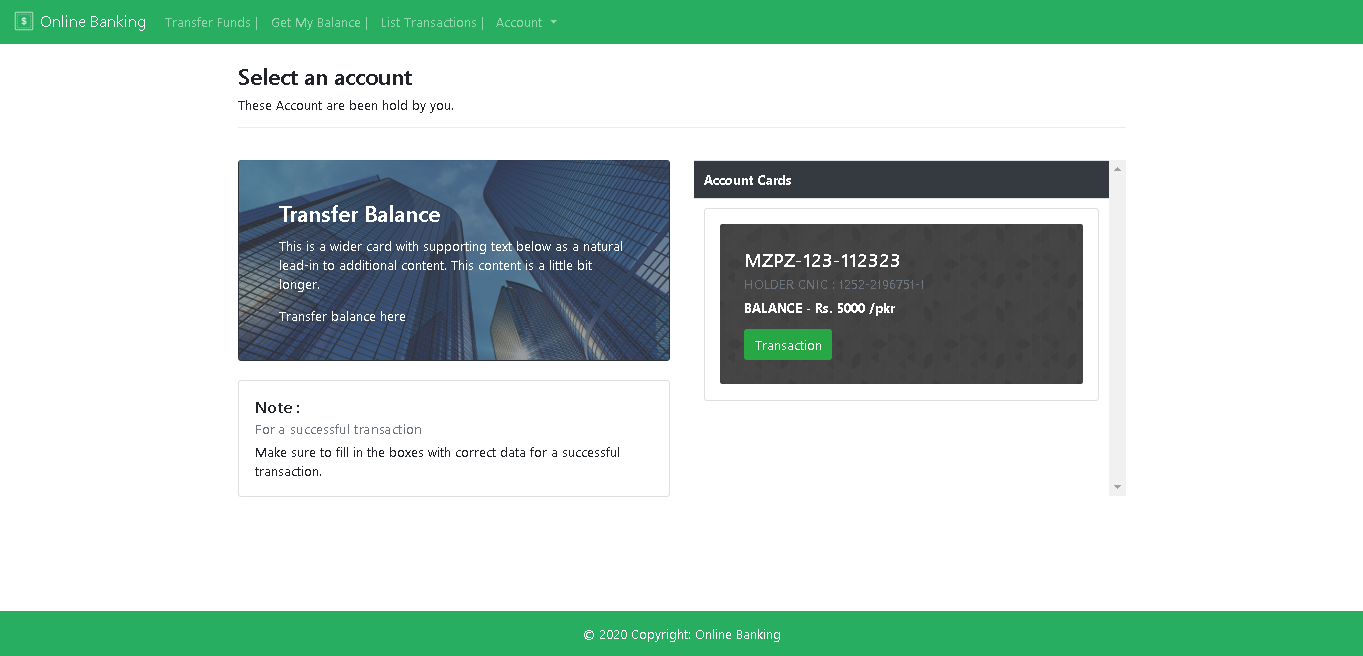 $ Online Banking Transfer Funds | Get My Balance | List Transactions | Account
Select an account
These Account are been hold by you.
Transfer Balance
This is a wider card with supporting text below as a natural
lead-in to additional content. This content is a little bit
longer.
Transfer balance here
Note :
For a successful transaction
Make sure to fill in the boxes with correct data for a successful
transaction.
Account Cards
MZPZ-123-112323
HOLDER CNIC : 1252-2196751-1
BALANCE - Rs. 5000 /pkr
Transaction
© 2020 Copyright: Online Banking